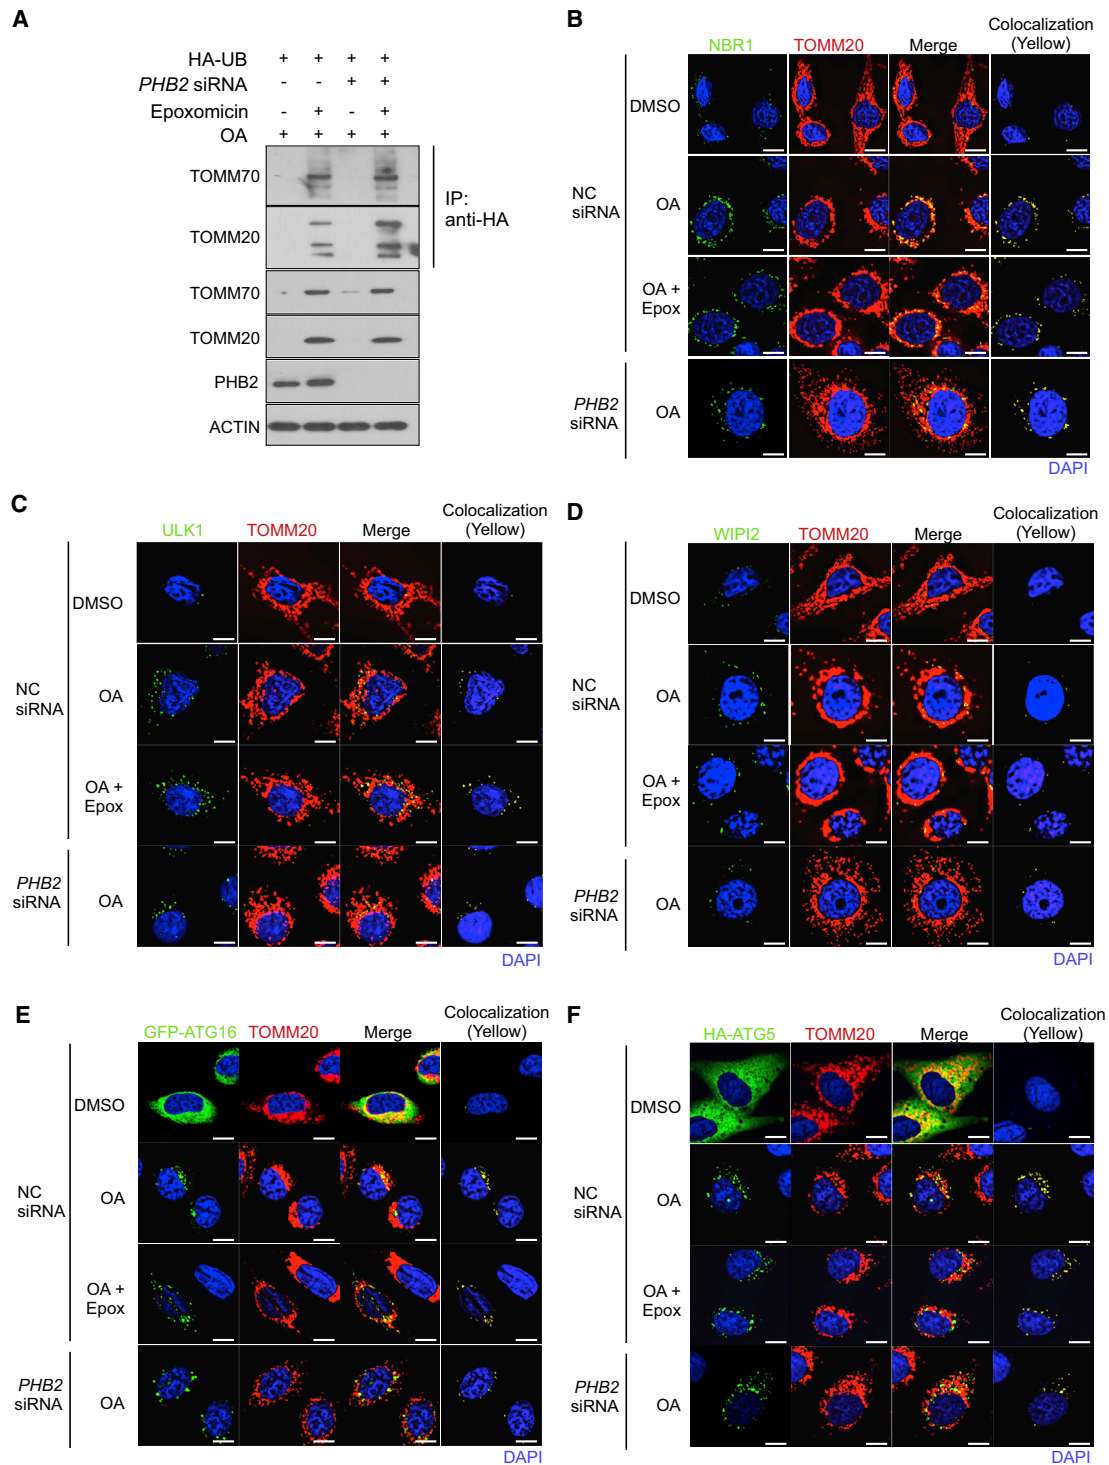 A
HA-UB + + + +
PHB2 siRNA - - + +
Epoxomicin - + - +
OA + + + +
TOMM70
TOMM20
IP:
anti-HA
TOMM70
TOMM20
PHB2
ACTIN
B
NBR1 TOMM20 Merge Colocalization
(Yellow)
DMSO
NC
siRNA
OA
OA +
Epox
PHB2
siRNA
OA
DAPI
C
ULK1 TOMM20 Merge Colocalization
(Yellow)
DMSO
NC
siRNA
OA
OA +
Epox
PHB2
siRNA
OA
DAPI
D
WIPI2 TOMM20 Merge Colocalization
(Yellow)
DMSO
NC
siRNA
OA
OA +
Epox
PHB2
siRNA
OA
DAPI
E
GFP-ATG16 TOMM20 Merge Colocalization
(Yellow)
DMSO
NC
siRNA
OA
OA +
Epox
PHB2
siRNA
OA
DAPI
F
HA-ATG5 TOMM20 Merge Colocalization
(Yellow)
DMSO
NC
siRNA
OA
OA +
Epox
PHB2
siRNA
OA
DAPI